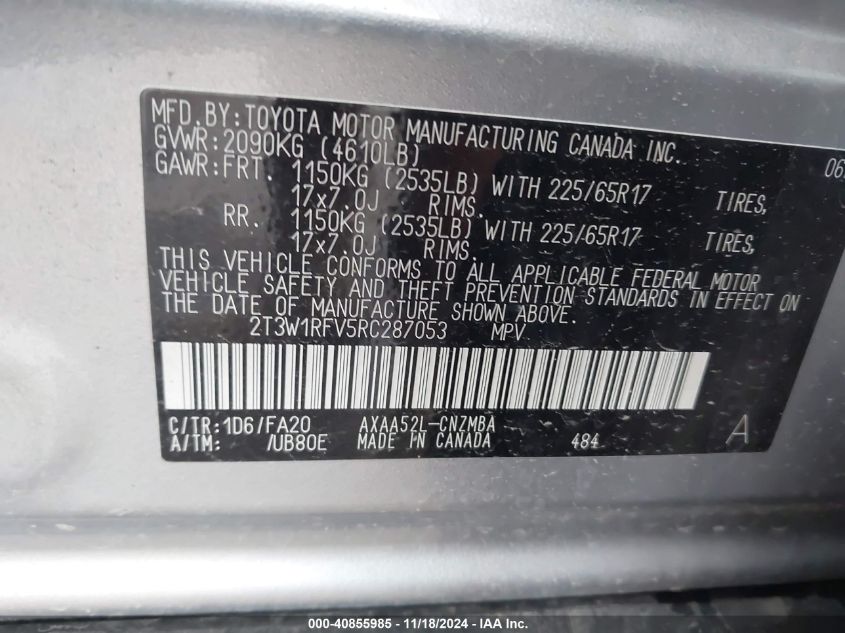 MFD.BY:TOYOTA MOTOR MANUFACTURING CANADA INC.
GVWR:2090KG (4610LB) 06
GAWR:FRT. 1150KG (2535LB) WITH 225/65R17 TIRES,
17x7.0J RIMS.
RR. 1150KG (2535LB) WITH 225/65R17 TIRES,
17x7.0J RIMS.
THIS VEHICLE CONFORMS TO ALL APPLICABLE FEDERAL MOTOR
VEHICLE SAFETY AND THEFT PREVENTION STANDARDS IN EFFECT ON
THE DATE OF MANUFACTURE SHOWN ABOVE.
2T3W1RFV5RC287053 MPV
C/TR:1D6/FA20 AXAA52L-CNZMBA
A/TM: /UB80E MADE IN CANADA 484 A
000-40855985 - 11/18/2024 - IAA Inc.